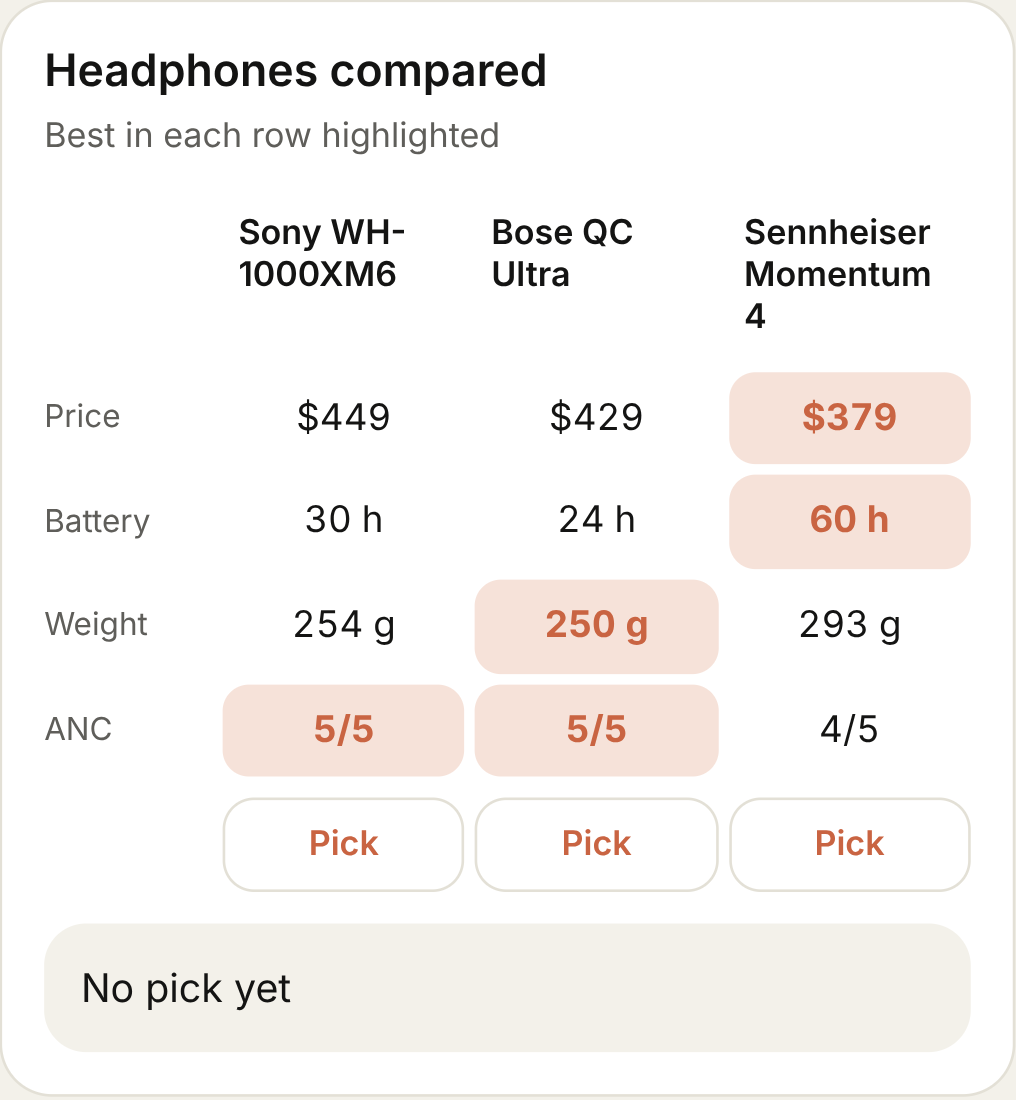 Headphones compared
Best in each row highlighted
Sony WH-
1000XM6
Bose QC
Ultra
Sennheiser
Momentum
4
Price $449 $429 $379
Battery 30 h 24 h 60 h
Weight 254 g 250 g 293 g
ANC 5/5 5/5 4/5
Pick Pick Pick
No pick yet